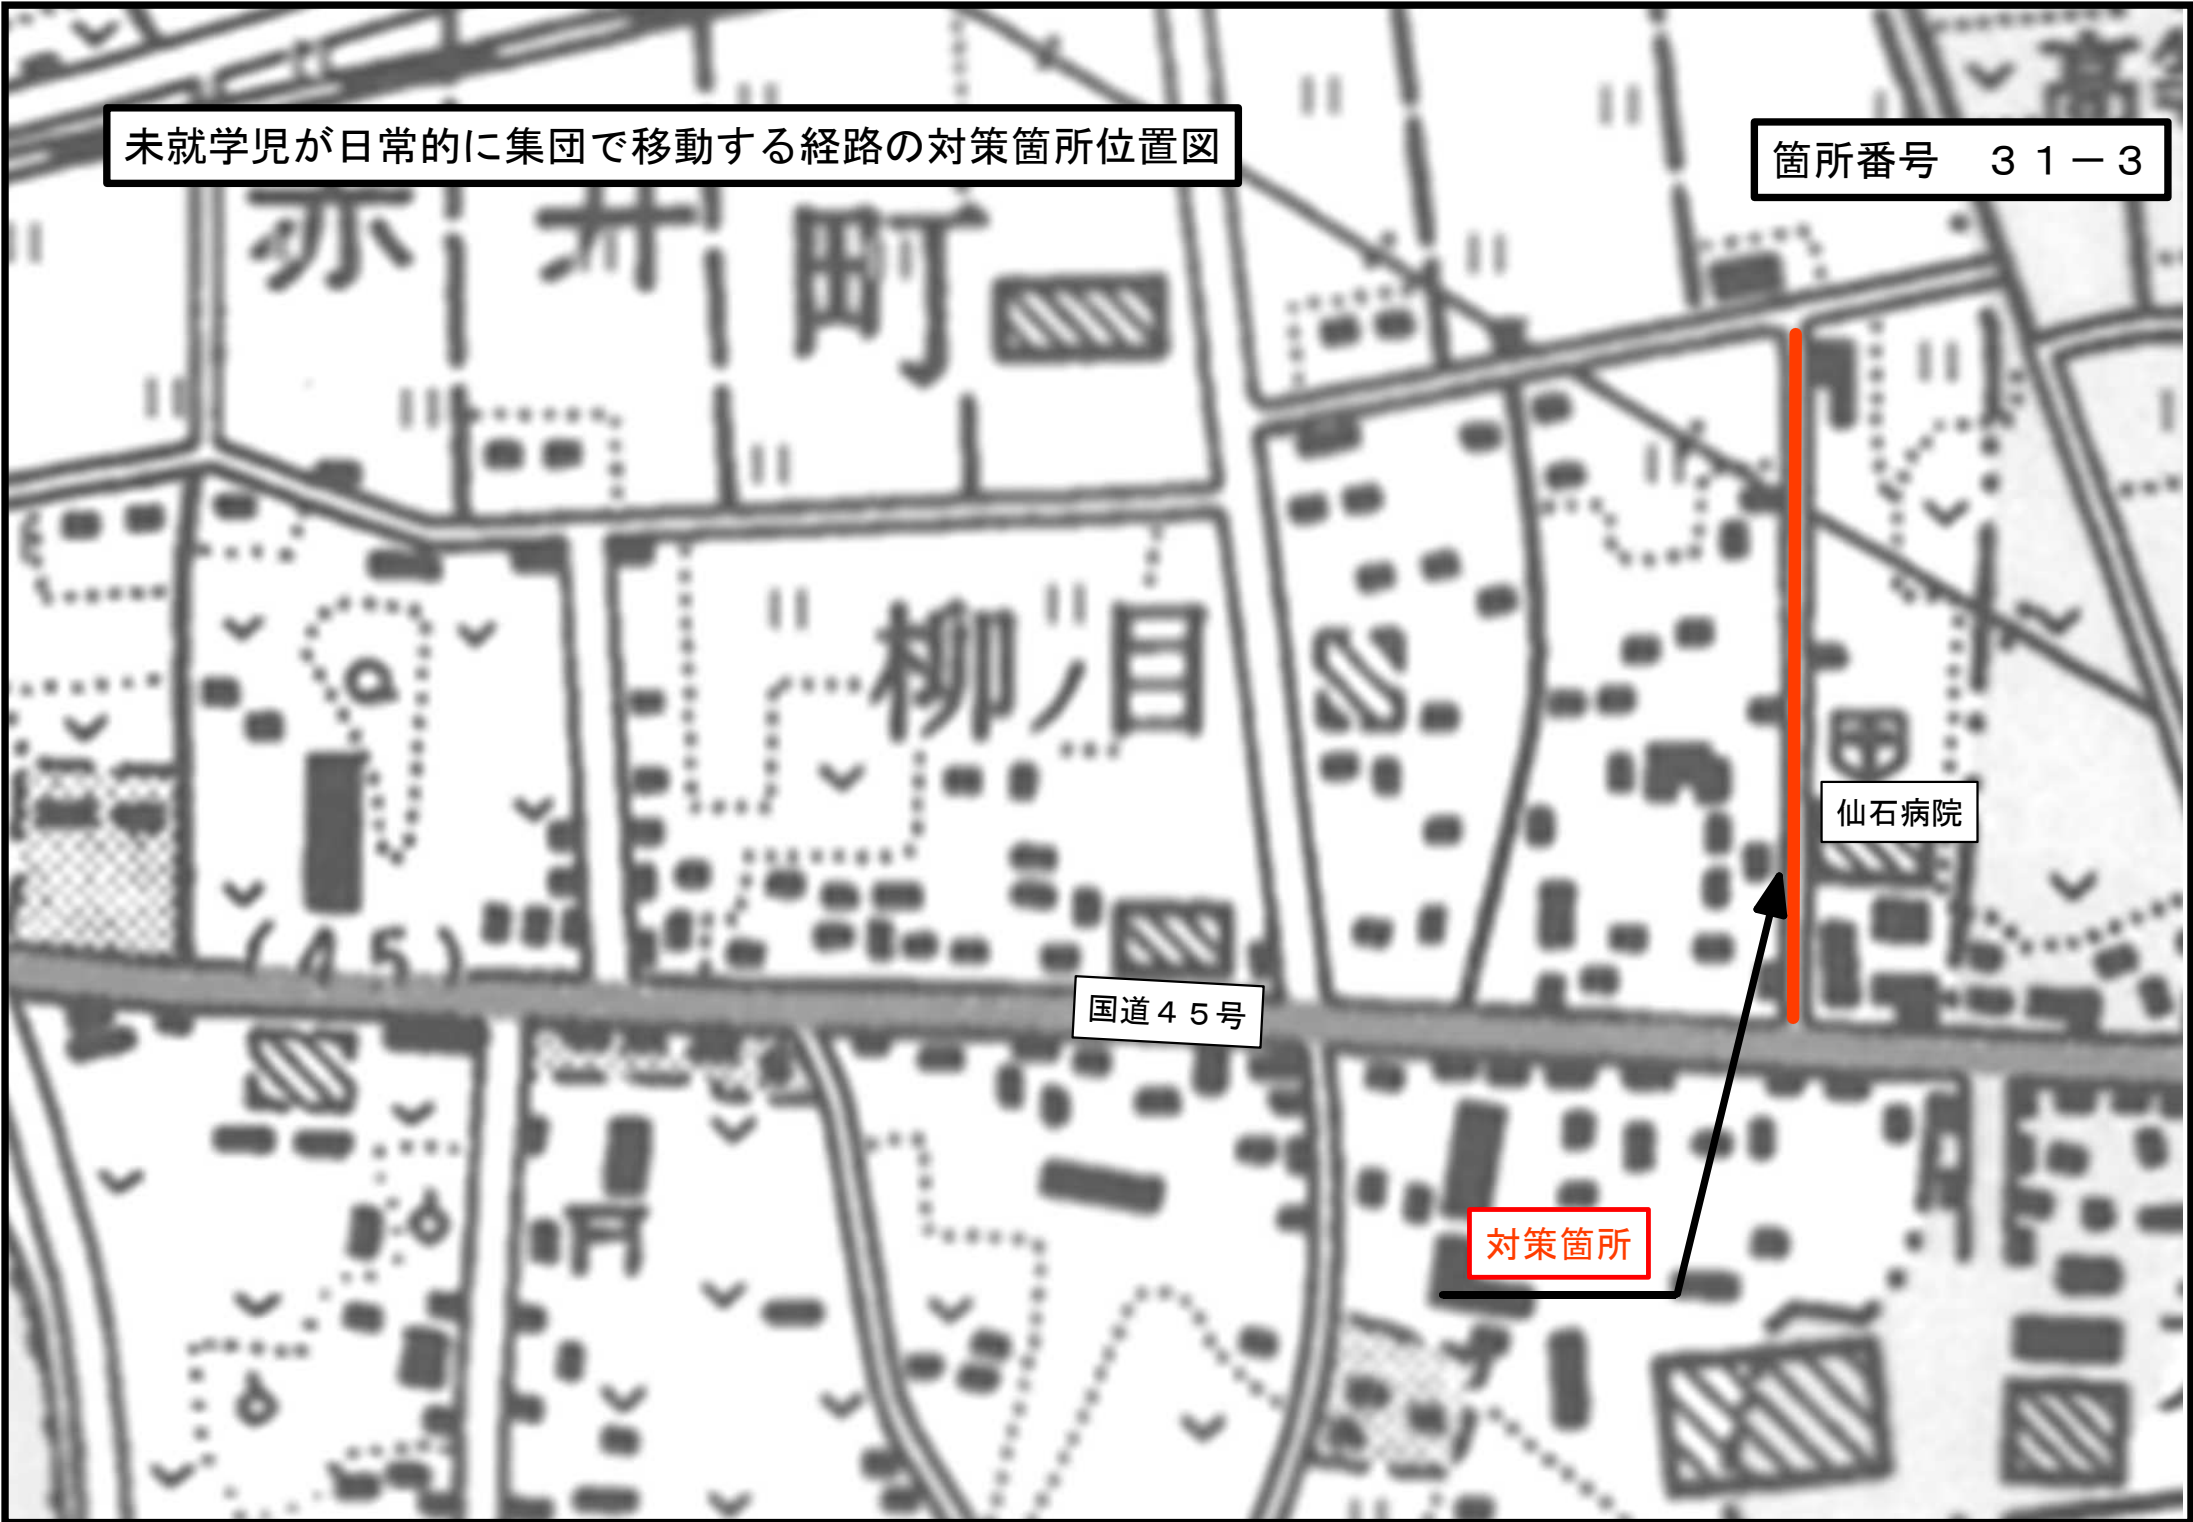 未就学児が日常的に集団で移動する経路の対策箇所位置図
箇所番号　３１－３
赤井町
柳ノ目
仙石病院
(45)
国道４５号
対策箇所